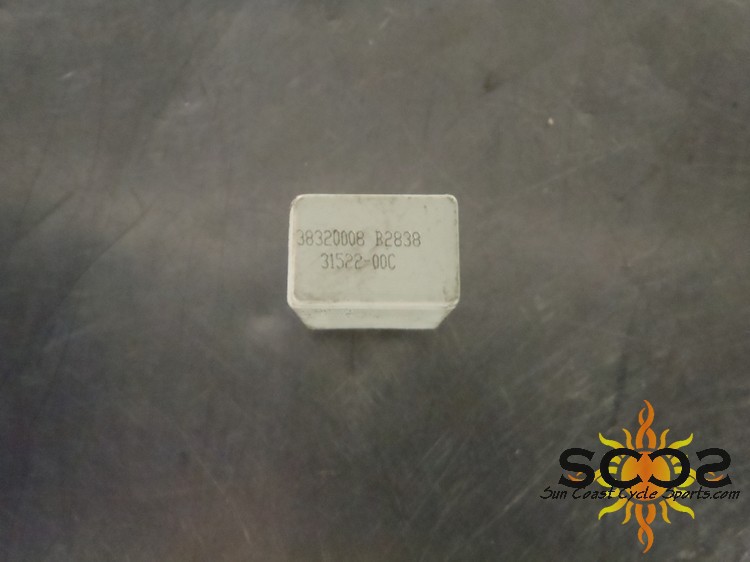 38320008 B2838
31522-00C
SCCS
Sun Coast Cycle Sports.com